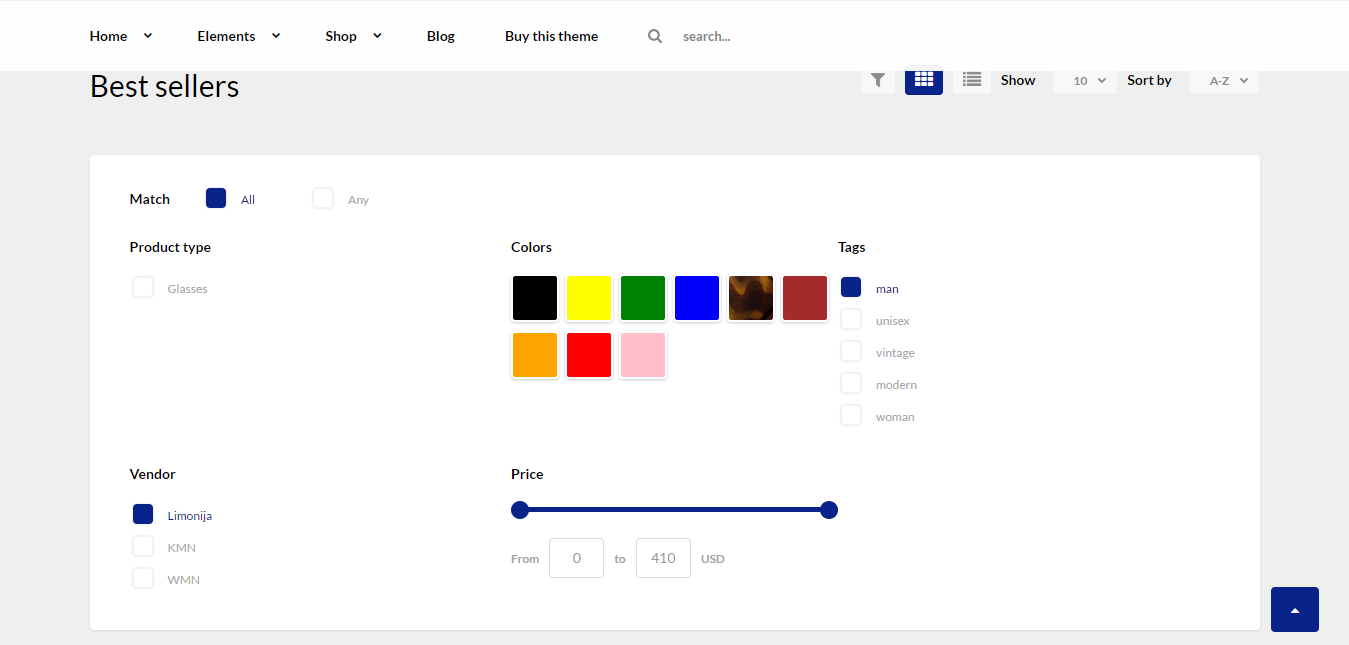 Home Elements Shop Blog Buy this theme search...
Best sellers Show 10 Sort by A-Z
Match All Any
Product type Colors Tags
Glasses man
unisex
vintage
modern
woman
Vendor Price
Limonija
KMN
WMN
From 0 to 410 USD